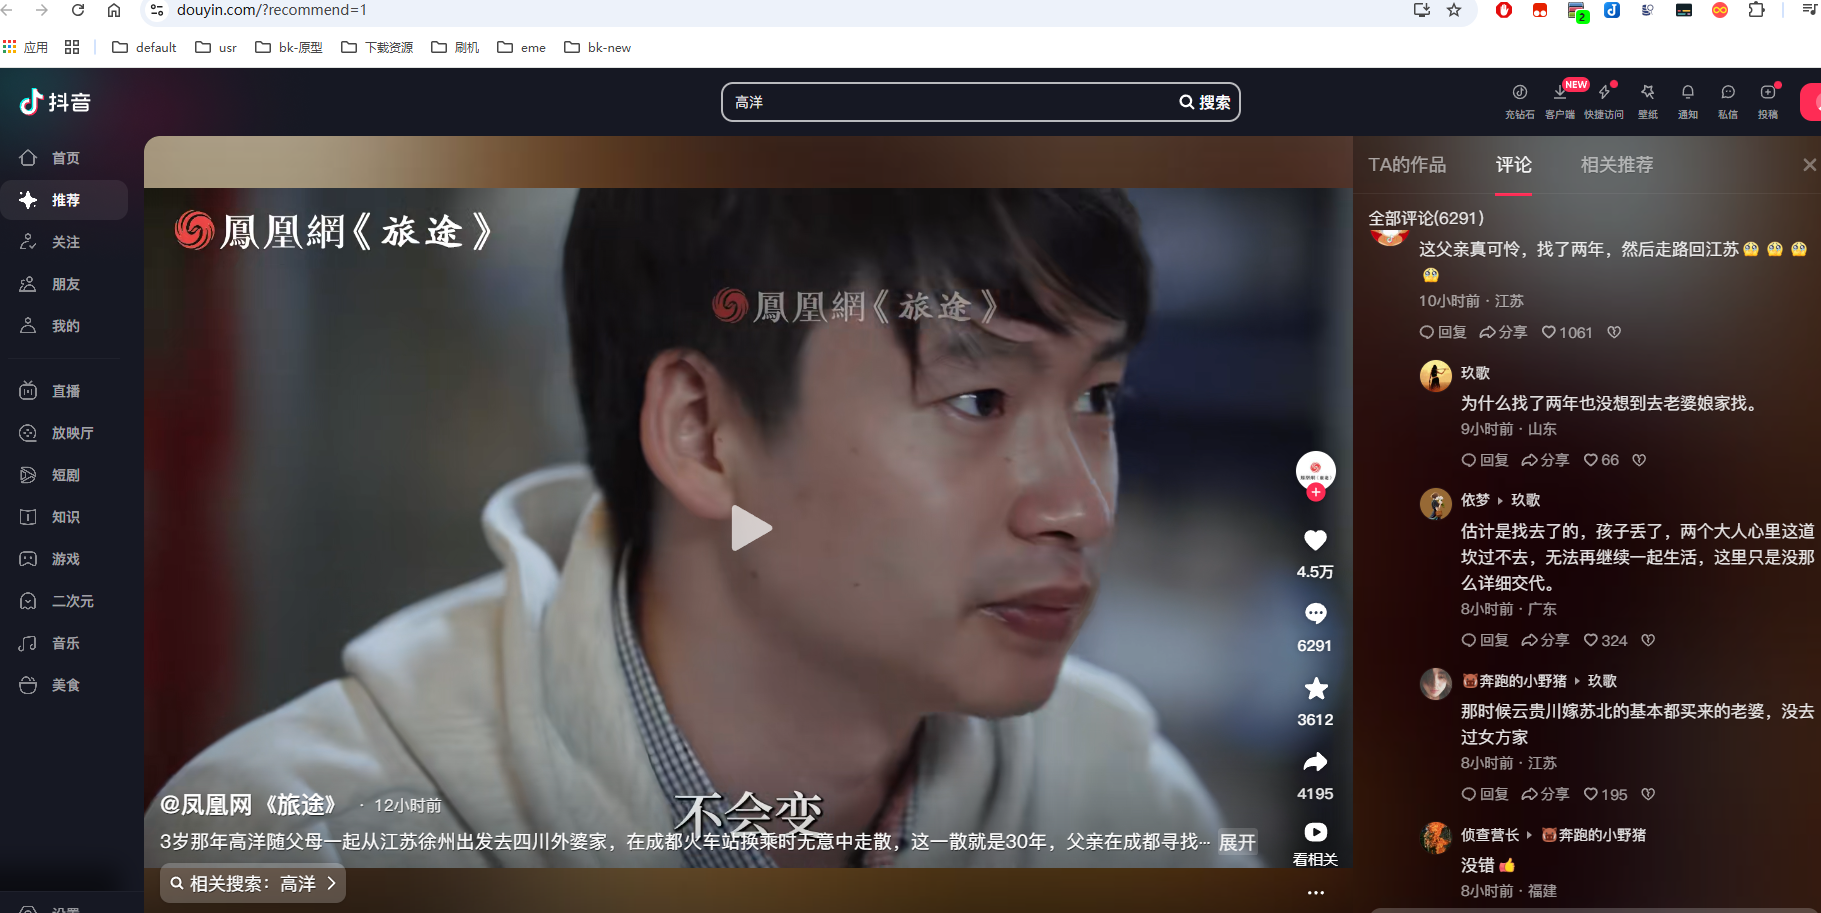 douyin.com/?recommend=1
应用
default
usr
bk-原型
下载资源
刷机
eme
bk-new
2
抖音
高洋
搜索
充钻石
客户端
NEW
快捷访问
壁纸
通知
私信
投稿
首页
推荐
关注
朋友
我的
直播
放映厅
短剧
知识
游戏
二次元
音乐
美食
鳳凰網《旅途》
鳳凰網《旅途》
不会变
@凤凰网《旅途》 · 12小时前
3岁那年高洋随父母一起从江苏徐州出发去四川外婆家，在成都火车站换乘时无意中走散，这一散就是30年，父亲在成都寻找… 展开
相关搜索：高洋
4.5万
6291
3612
4195
看相关
TA的作品
评论
相关推荐
全部评论(6291)
这父亲真可怜，找了两年，然后走路回江苏
10小时前 · 江苏
回复 分享 1061
玖歌
为什么找了两年也没想到去老婆娘家找。
9小时前 · 山东
回复 分享 66
依梦 玖歌
估计是找去了的，孩子丢了，两个大人心里这道
坎过不去，无法再继续一起生活，这里只是没那
么详细交代。
8小时前 · 广东
回复 分享 324
🐷奔跑的小野猪 玖歌
那时候云贵川嫁苏北的基本都买来的老婆，没去
过女方家
8小时前 · 江苏
回复 分享 195
侦查营长 🐷奔跑的小野猪
没错👍
8小时前 · 福建